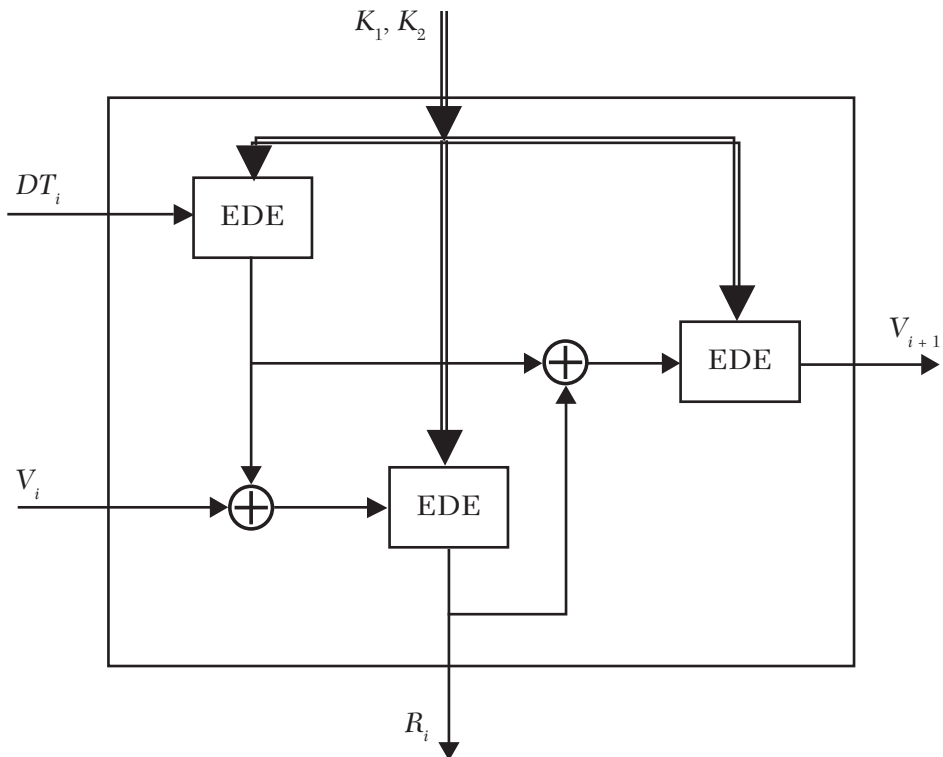 K₁, K₂
DTᵢ
EDE
EDE
Vᵢ₊₁
Vᵢ
EDE
Rᵢ